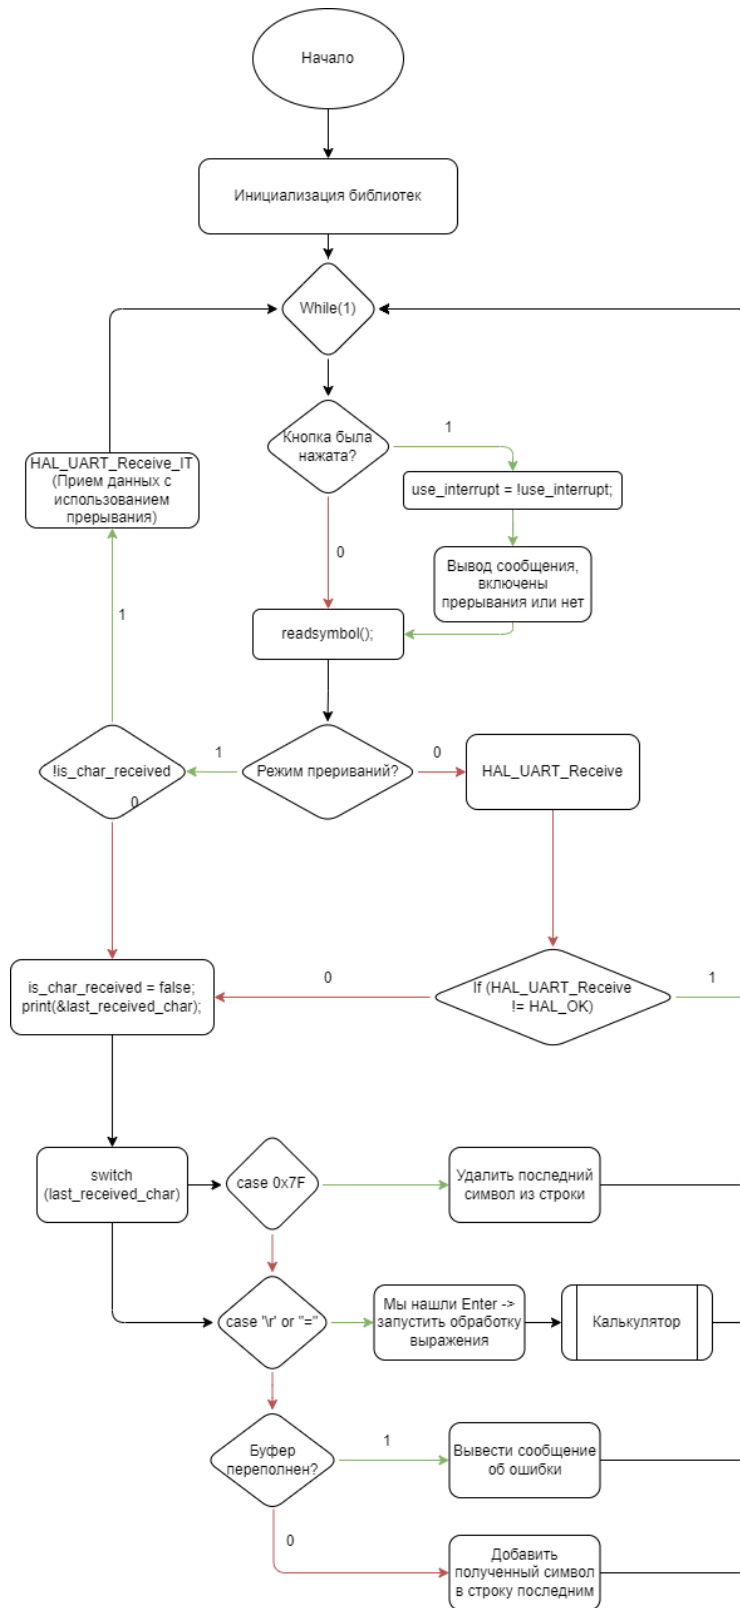 Начало
Инициализация библиотек
While(1)
Кнопка была
нажата?
1
use_interrupt = !use_interrupt;
HAL_UART_Receive_IT
(Прием данных с
использованием
прерывания)
0
Вывод сообщения,
включены
прерывания или нет
1
readsymbol();
!is_char_received
0
1
Режим прериваний?
0
HAL_UART_Receive
is_char_received = false;
print(&last_received_char);
0
If (HAL_UART_Receive
!= HAL_OK)
1
switch
(last_received_char)
case 0x7F
Удалить последний
символ из строки
case '\r' or "="
Мы нашли Enter ->
запустить обработку
выражения
Калькулятор
Буфер
переполнен?
1
Вывести сообщение
об ошибки
0
Добавить
полученный символ
в строку последним